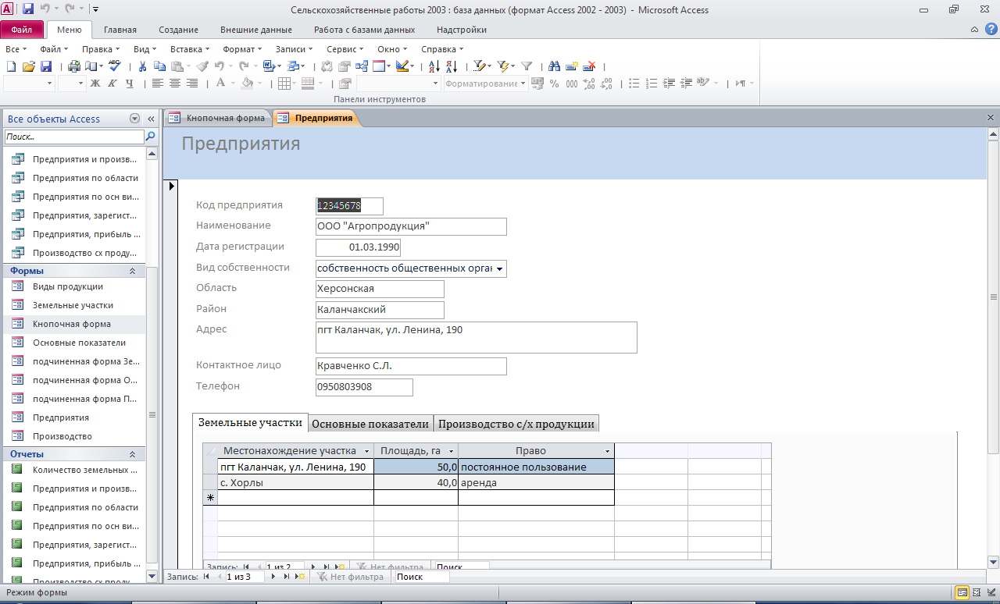 Сельскохозяйственные работы 2003 : база данных (формат Access 2002 - 2003) - Microsoft Access
Файл Меню Главная Создание Внешние данные Работа с базами данных Надстройки
Все Файл Правка Вид Вставка Формат Записи Сервис Окно Справка
Ж К Ч Форматирование % 000
Панели инструментов
Все объекты Access
Поиск...
Предприятия и произв...
Предприятия по области
Предприятия по осн ви...
Предприятия, зарегист...
Предприятия, прибыль ...
Производство сх проду...
Формы
Виды продукции
Земельные участки
Кнопочная форма
Основные показатели
подчиненная форма Зе...
подчиненная форма О...
подчиненная форма П...
Предприятия
Производство
Отчеты
Количество земельных ...
Предприятия и произв...
Предприятия по области
Предприятия по осн ви...
Предприятия, зарегист...
Предприятия, прибыль ...
Производство сх проду...
Кнопочная форма Предприятия
Предприятия
Код предприятия 12345678
Наименование ООО "Агропродукция"
Дата регистрации 01.03.1990
Вид собственности собственность общественных орган
Область Херсонская
Район Каланчакский
Адрес пгт Каланчак, ул. Ленина, 190
Контактное лицо Кравченко С.Л.
Телефон 0950803908
Земельные участки Основные показатели Производство с/х продукции
Местонахождение участка Площадь, га Право
пгт Каланчак, ул. Ленина, 190 50,0 постоянное пользование
с. Хорлы 40,0 аренда
Запись: 1 из 2 Нет фильтра Поиск
Запись: 1 из 3 Нет фильтра Поиск
Режим формы